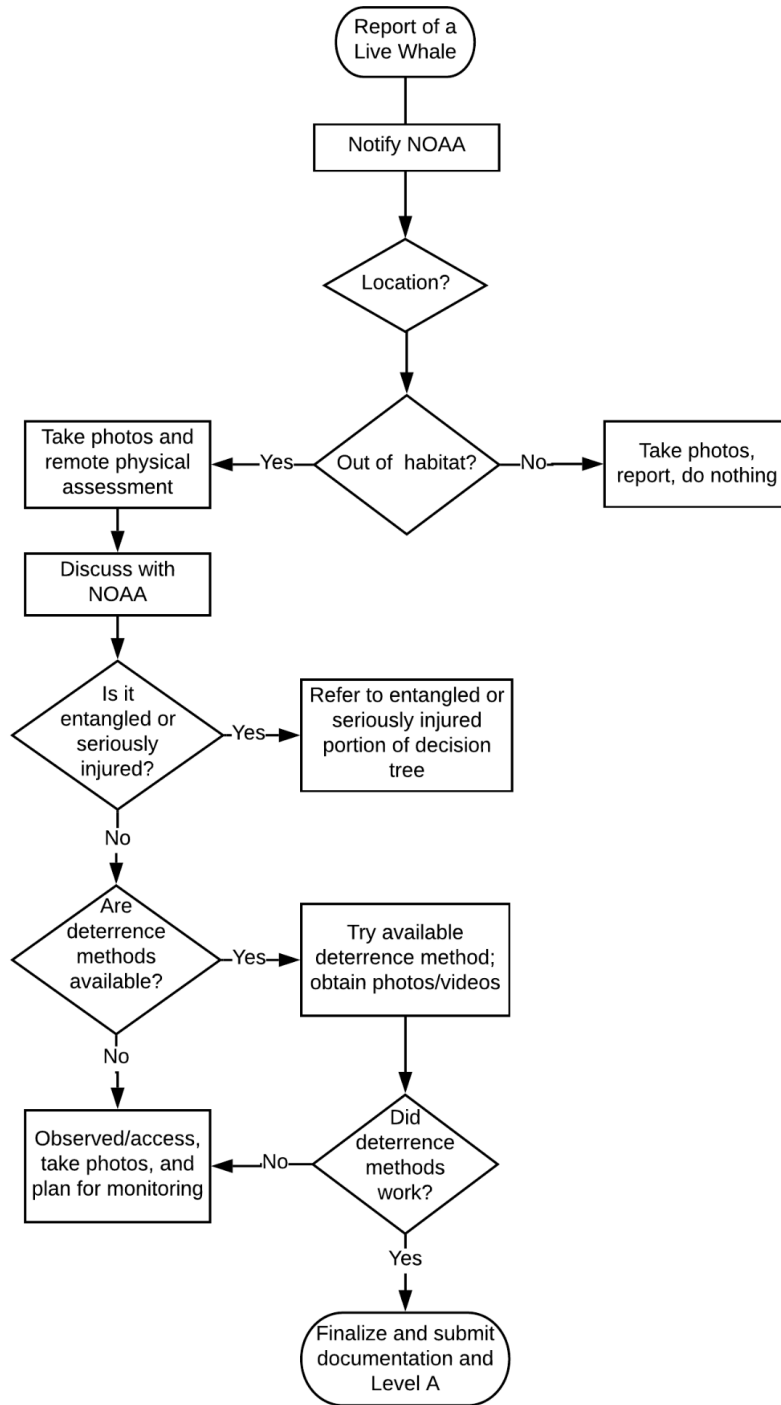 Report of a
Live Whale
Notify NOAA
Location?
Out of habitat?
Yes
No
Take photos and
remote physical
assessment
Take photos,
report, do nothing
Discuss with
NOAA
Is it
entangled or
seriously
injured?
Yes
Refer to entangled or
seriously injured
portion of decision
tree
No
Are
deterrence
methods
available?
Yes
Try available
deterrence method;
obtain photos/videos
No
Observed/access,
take photos, and
plan for monitoring
Did
deterrence
methods
work?
No
Yes
Finalize and submit
documentation and
Level A